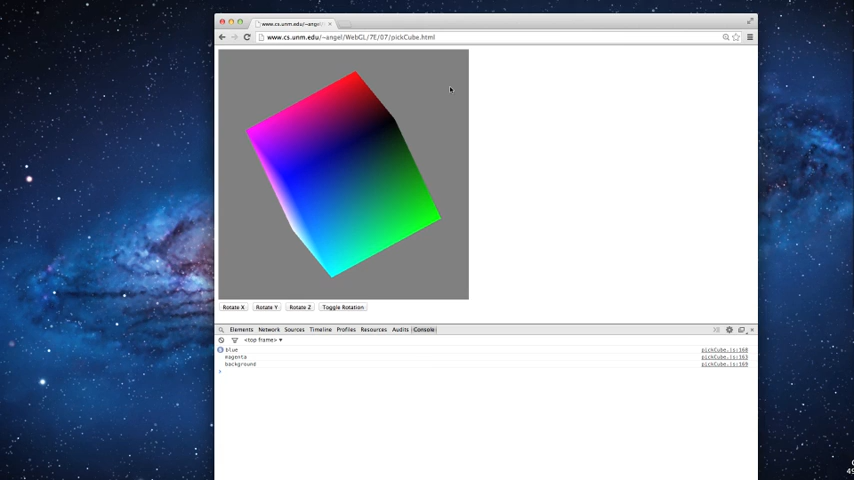 www.cs.unm.edu/~angel/
www.cs.unm.edu/~angel/WebGL/7E/07/pickCube.html
Rotate X Rotate Y Rotate Z Toggle Rotation
Elements Network Sources Timeline Profiles Resources Audits Console
<top frame>
blue pickCube.js:160
magenta pickCube.js:163
background pickCube.js:169